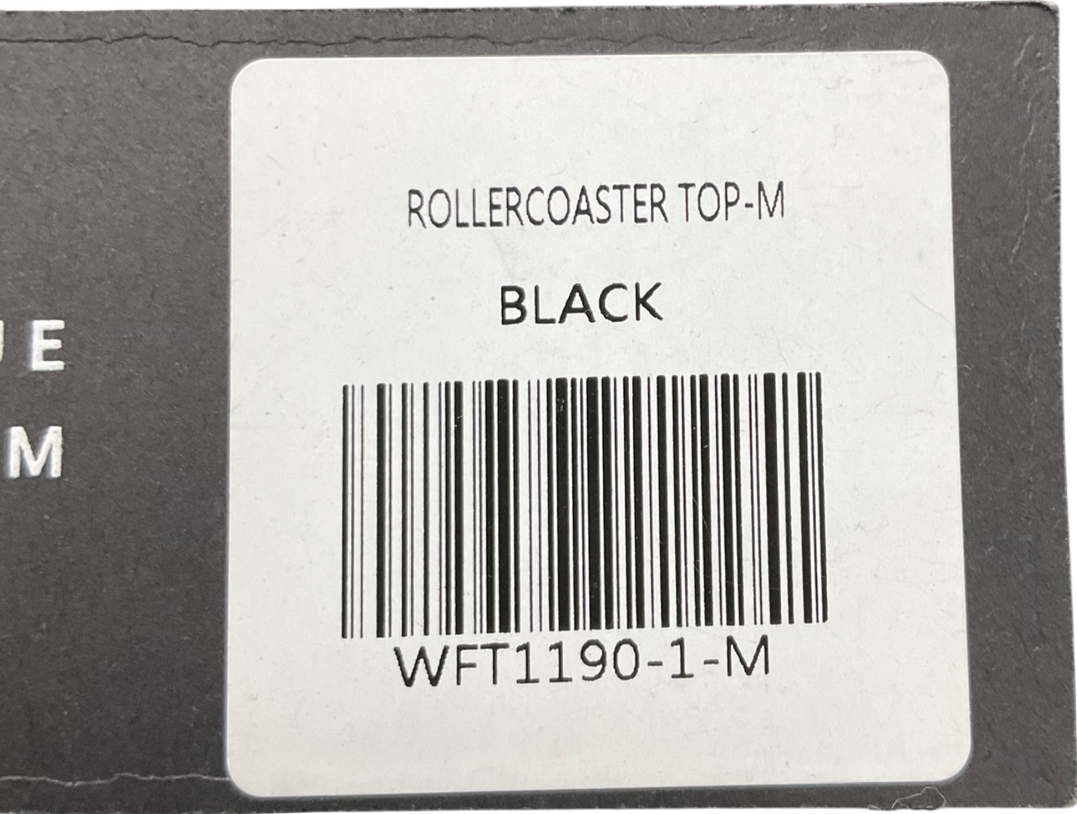 ROLLERCOASTER TOP-M
BLACK
E
M
WFT1190-1-M